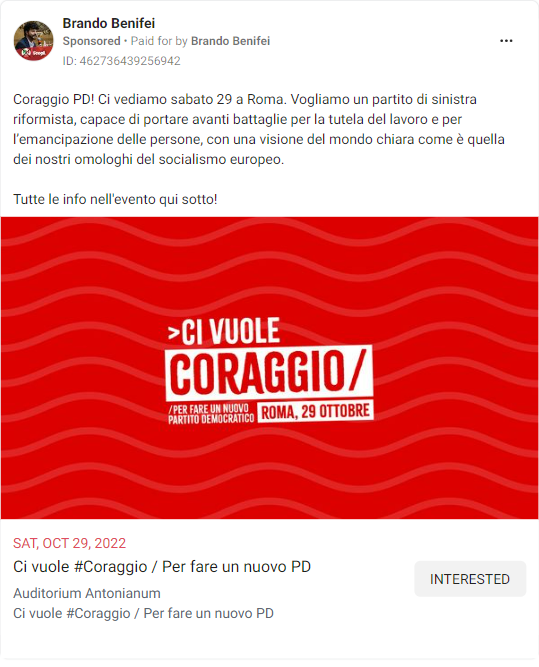 Brando Benifei
Sponsored • Paid for by Brando Benifei
ID: 462736439256942
Coraggio PD! Ci vediamo sabato 29 a Roma. Vogliamo un partito di sinistra
riformista, capace di portare avanti battaglie per la tutela del lavoro e per
l'emancipazione delle persone, con una visione del mondo chiara come è quella
dei nostri omologhi del socialismo europeo.
Tutte le info nell'evento qui sotto!
>CI VUOLE
CORAGGIO/
/PER FARE UN NUOVO
PARTITO DEMOCRATICO
ROMA, 29 OTTOBRE
SAT, OCT 29, 2022
Ci vuole #Coraggio / Per fare un nuovo PD
Auditorium Antonianum
Ci vuole #Coraggio / Per fare un nuovo PD
INTERESTED